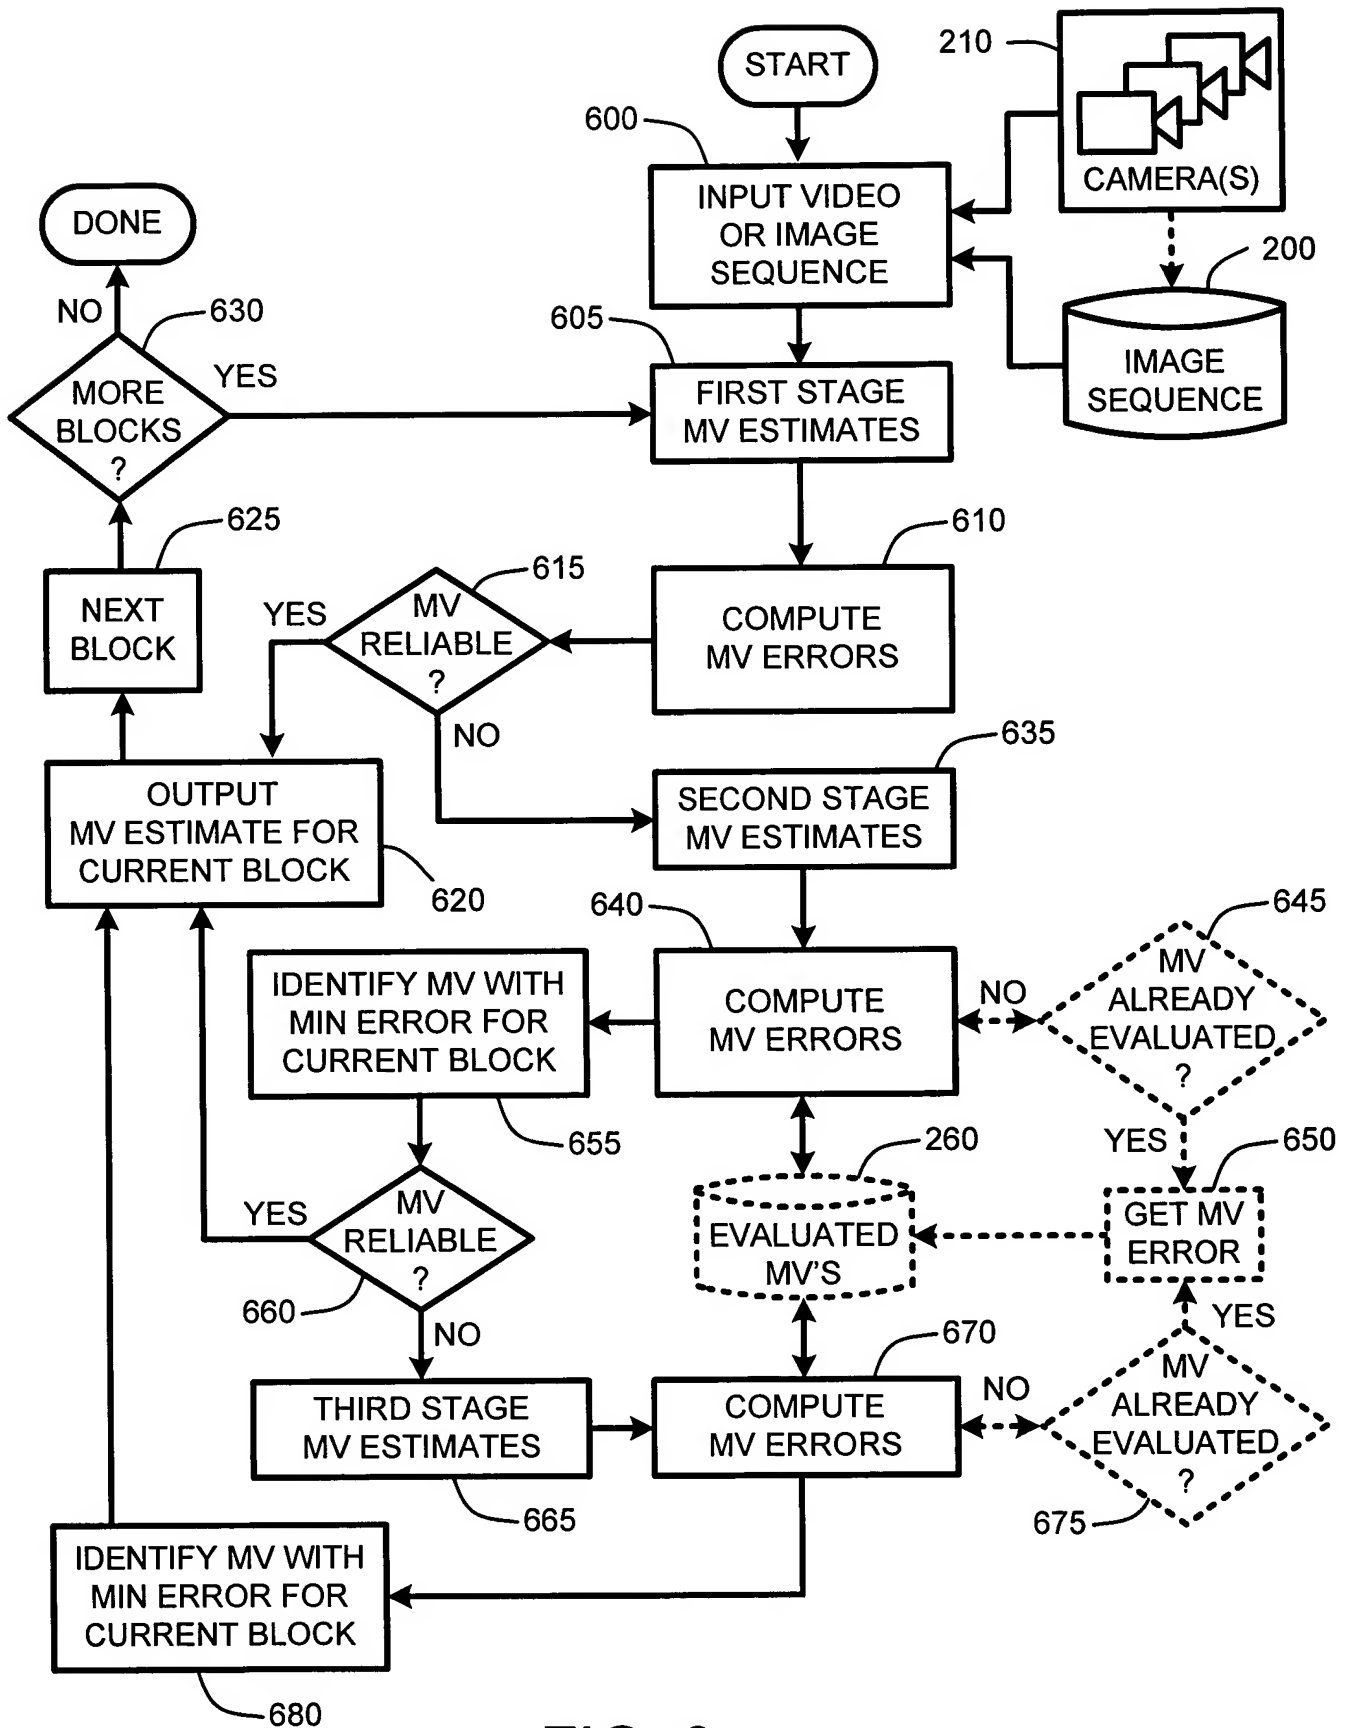 START
210
CAMERA(S)
600
INPUT VIDEO
OR IMAGE
SEQUENCE
200
IMAGE
SEQUENCE
DONE
NO
630
MORE
BLOCKS
?
YES
605
FIRST STAGE
MV ESTIMATES
625
NEXT
BLOCK
610
COMPUTE
MV ERRORS
615
MV
RELIABLE
?
YES
NO
OUTPUT
MV ESTIMATE FOR
CURRENT BLOCK
620
635
SECOND STAGE
MV ESTIMATES
640
COMPUTE
MV ERRORS
NO
645
MV
ALREADY
EVALUATED
?
YES
650
GET MV
ERROR
IDENTIFY MV WITH
MIN ERROR FOR
CURRENT BLOCK
655
260
EVALUATED
MV'S
MV
RELIABLE
?
YES
660
NO
THIRD STAGE
MV ESTIMATES
665
670
COMPUTE
MV ERRORS
NO
YES
MV
ALREADY
EVALUATED
?
675
IDENTIFY MV WITH
MIN ERROR FOR
CURRENT BLOCK
680